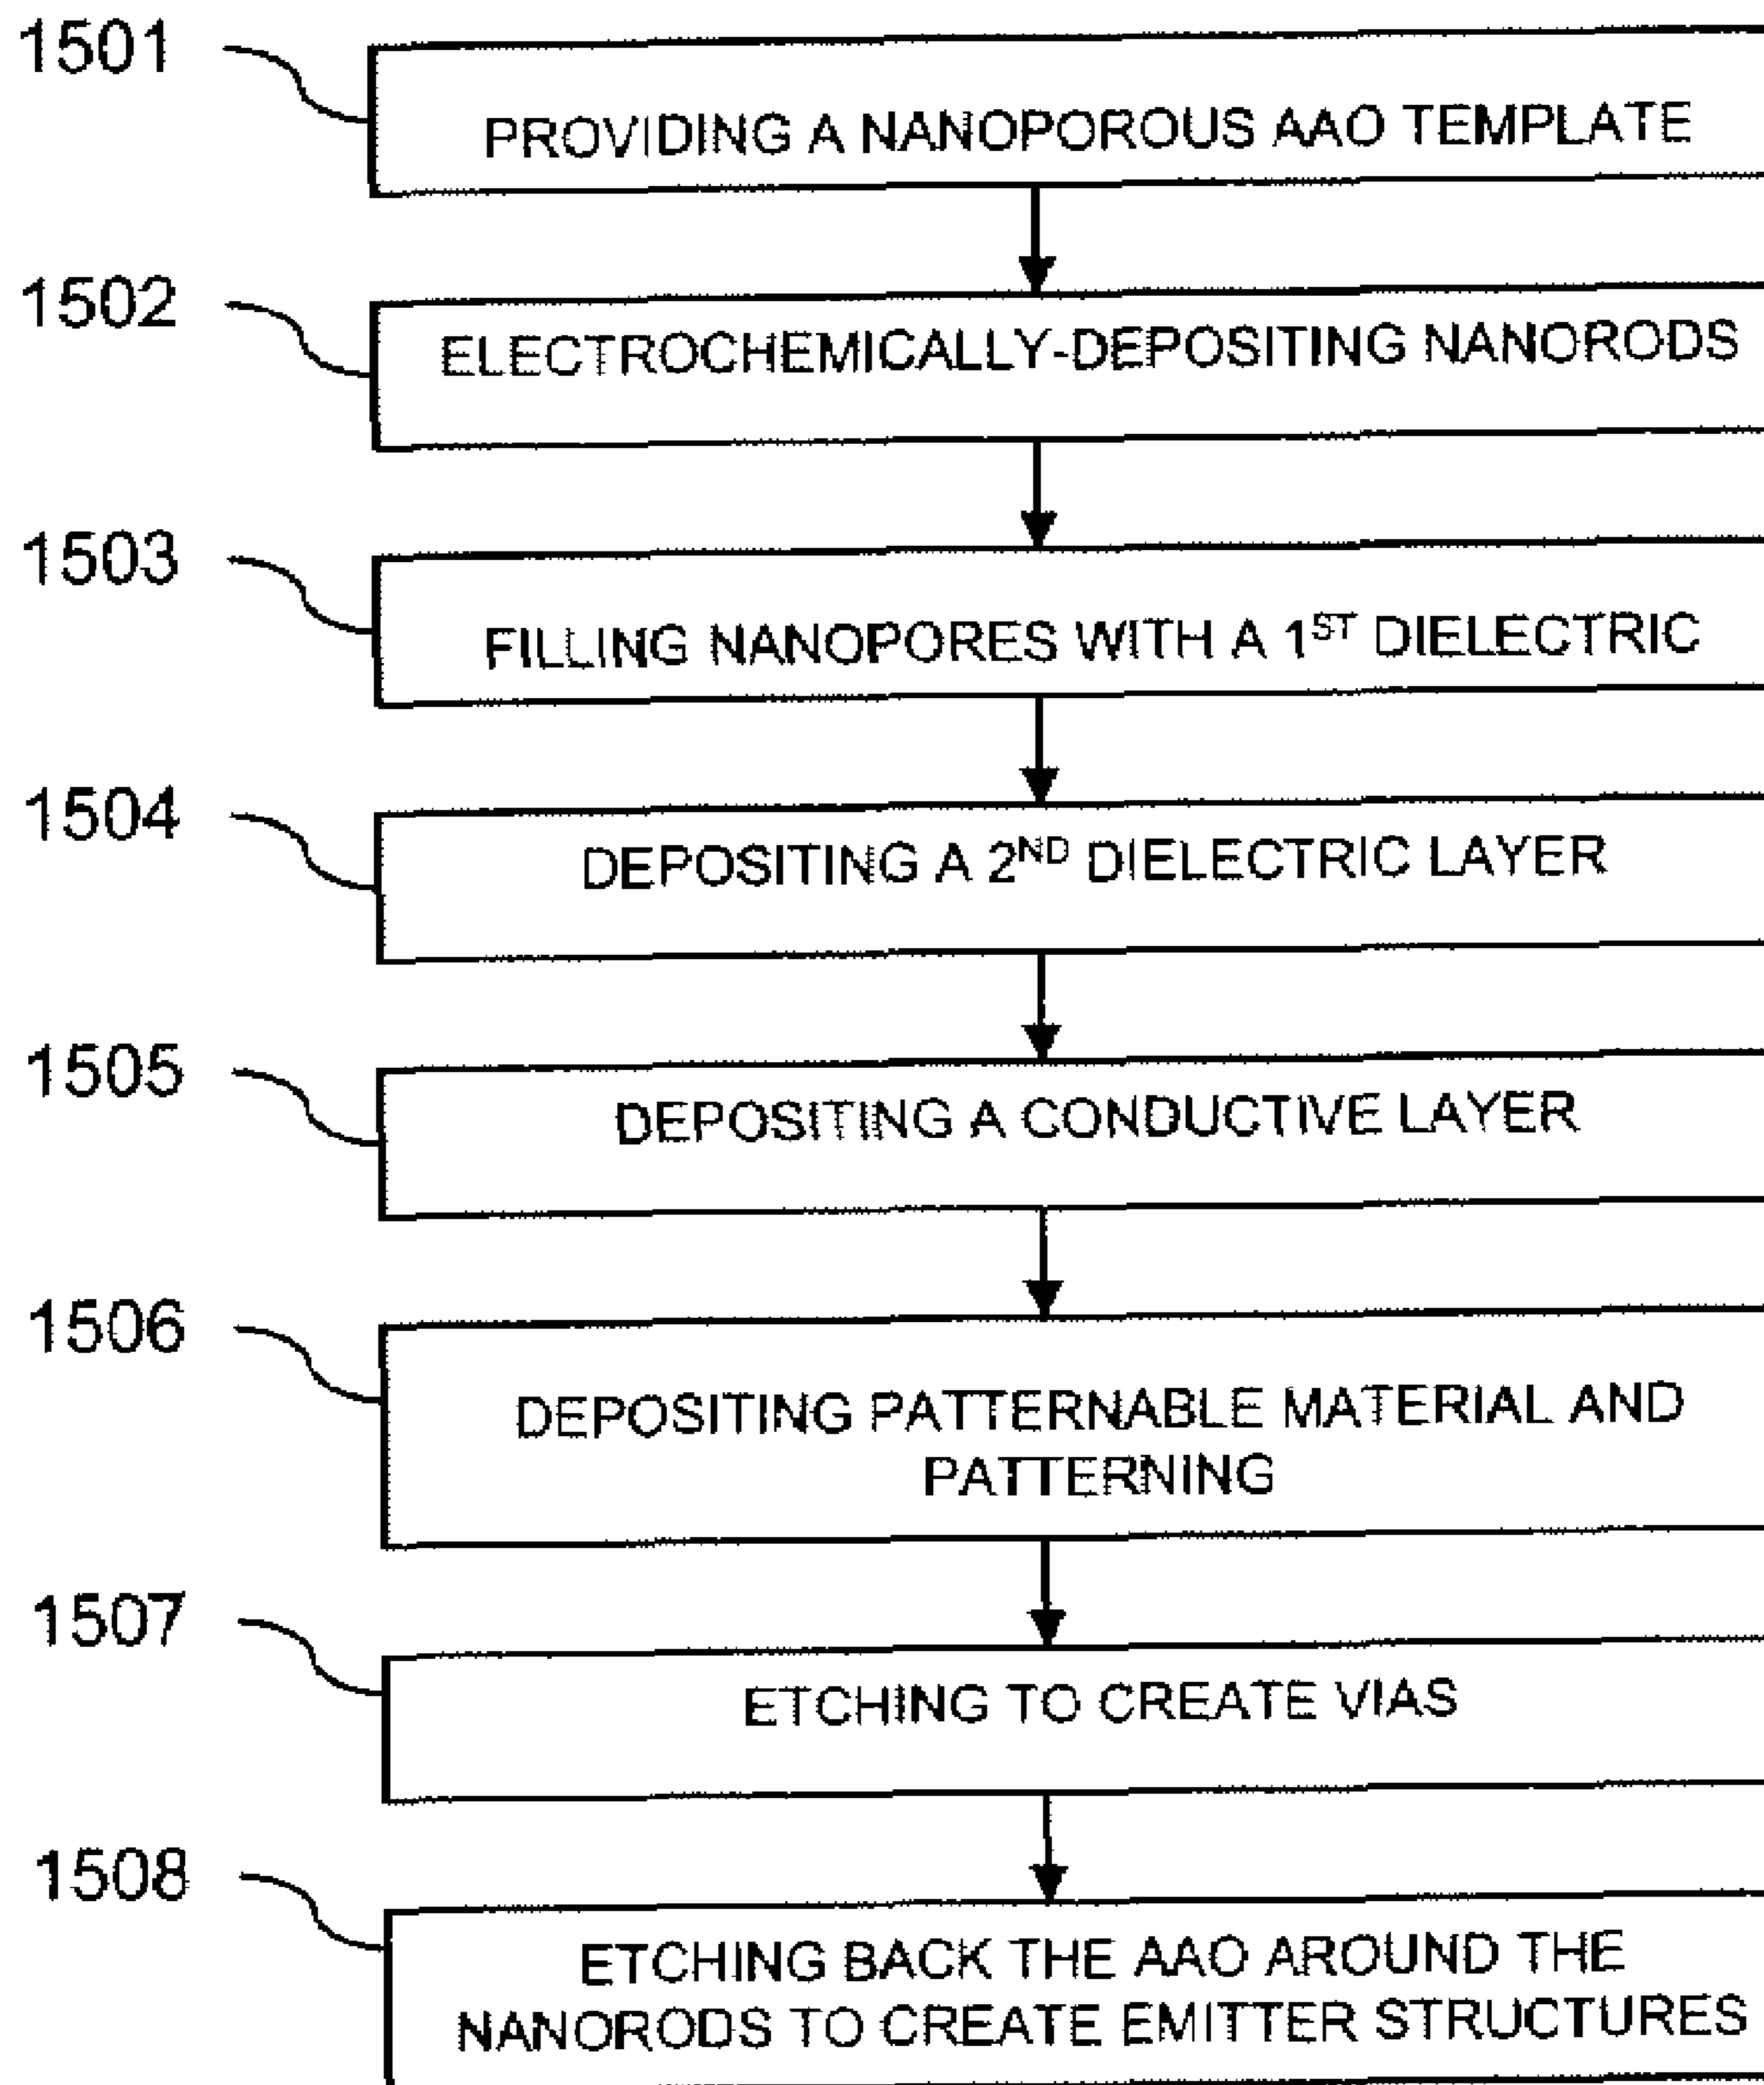 1501
PROVIDING A NANOPOROUS AAO TEMPLATE
1502
ELECTROCHEMICALLY-DEPOSITING NANORODS
1503
FILLING NANOPORES WITH A 1ST DIELECTRIC
1504
DEPOSITING A 2ND DIELECTRIC LAYER
1505
DEPOSITING A CONDUCTIVE LAYER
1506
DEPOSITING PATTERNABLE MATERIAL AND
PATTERNING
1507
ETCHING TO CREATE VIAS
1508
ETCHING BACK THE AAO AROUND THE
NANORODS TO CREATE EMITTER STRUCTURES